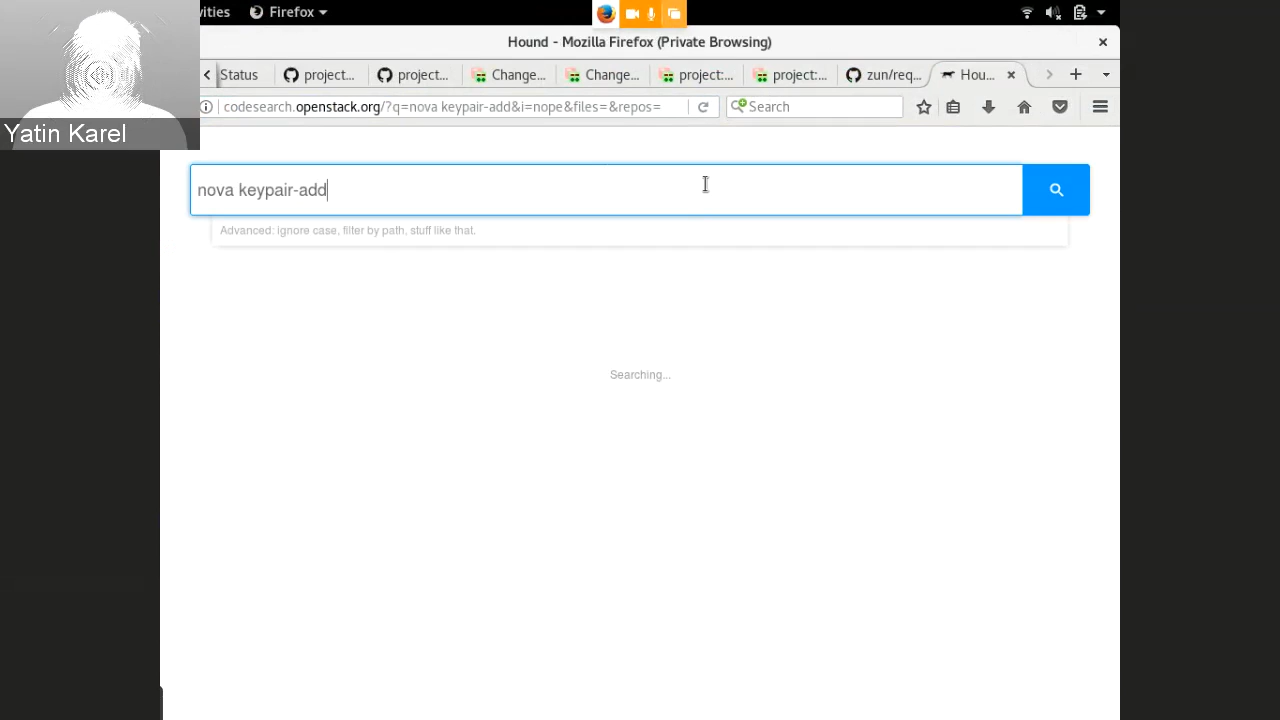 vities Firefox
Hound - Mozilla Firefox (Private Browsing)
Status project... project... Change... Change... project:... project:... zun/req... Hou...
codesearch.openstack.org/?q=nova keypair-add&i=nope&files=&repos= Search
Yatin Karel
nova keypair-add
Advanced: ignore case, filter by path, stuff like that.
Searching...